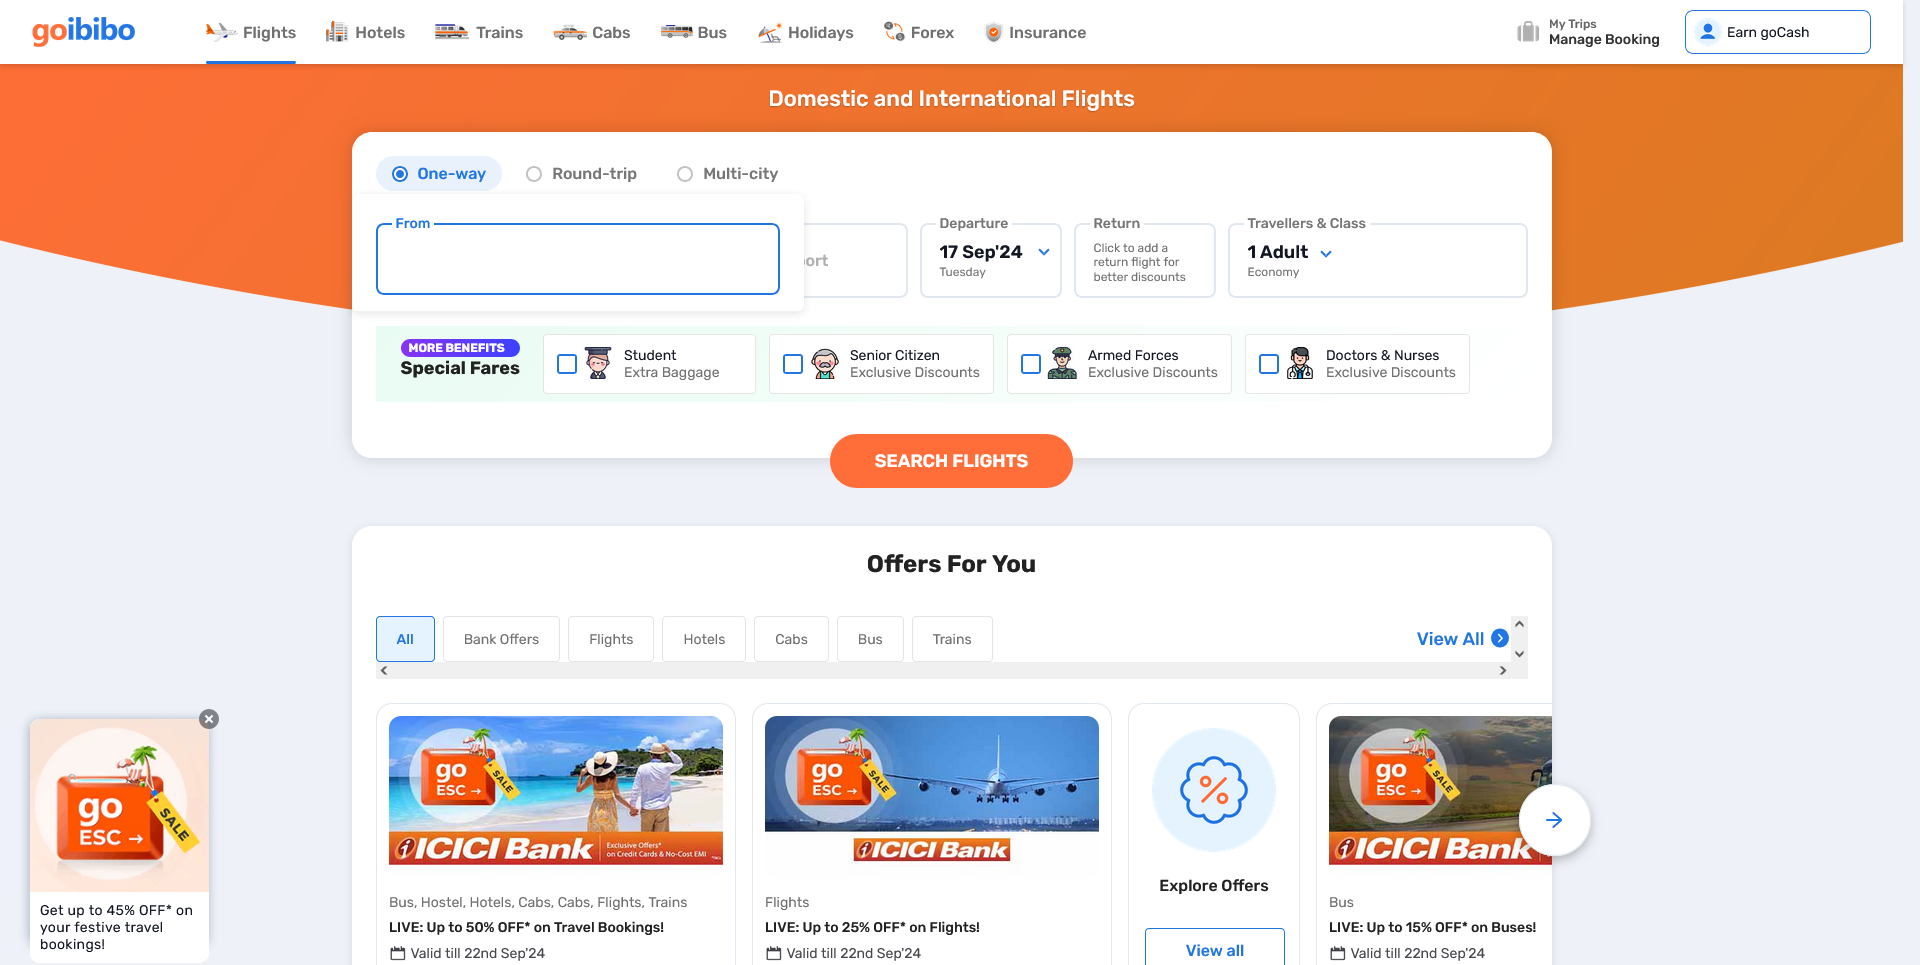 goibibo
Flights
Hotels
Trains
Cabs
Bus
Holidays
Forex
Insurance
My Trips
Manage Booking
Earn goCash
Domestic and International Flights
One-way
Round-trip
Multi-city
From
ort
Departure
17 Sep'24
Tuesday
Return
Click to add a
return flight for
better discounts
Travellers & Class
1 Adult
Economy
MORE BENEFITS
Special Fares
Student
Extra Baggage
Senior Citizen
Exclusive Discounts
Armed Forces
Exclusive Discounts
Doctors & Nurses
Exclusive Discounts
SEARCH FLIGHTS
Offers For You
All
Bank Offers
Flights
Hotels
Cabs
Bus
Trains
View All
go
ESC →
SALE
ICICI Bank
Exclusive Offers*
on Credit Cards & No-Cost EMI
Bus, Hostel, Hotels, Cabs, Cabs, Flights, Trains
LIVE: Up to 50% OFF* on Travel Bookings!
Valid till 22nd Sep'24
go
ESC →
SALE
ICICI Bank
Flights
LIVE: Up to 25% OFF* on Flights!
Valid till 22nd Sep'24
%
Explore Offers
View all
go
ESC →
SALE
ICICI Bank
Bus
LIVE: Up to 15% OFF* on Buses!
Valid till 22nd Sep'24
go
ESC →
SALE
Get up to 45% OFF* on
your festive travel
bookings!